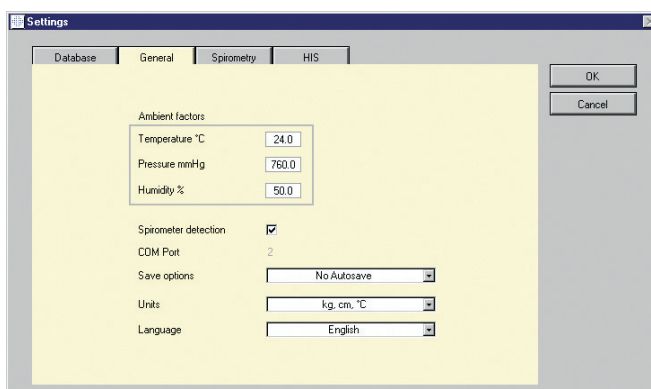 Settings
Database General Spirometry HIS
OK
Cancel
Ambient factors
Temperature °C 24.0
Pressure mmHg 760.0
Humidity % 50.0
Spirometer detection
COM Port 2
Save options No Autosave
Units kg, cm, °C
Language English